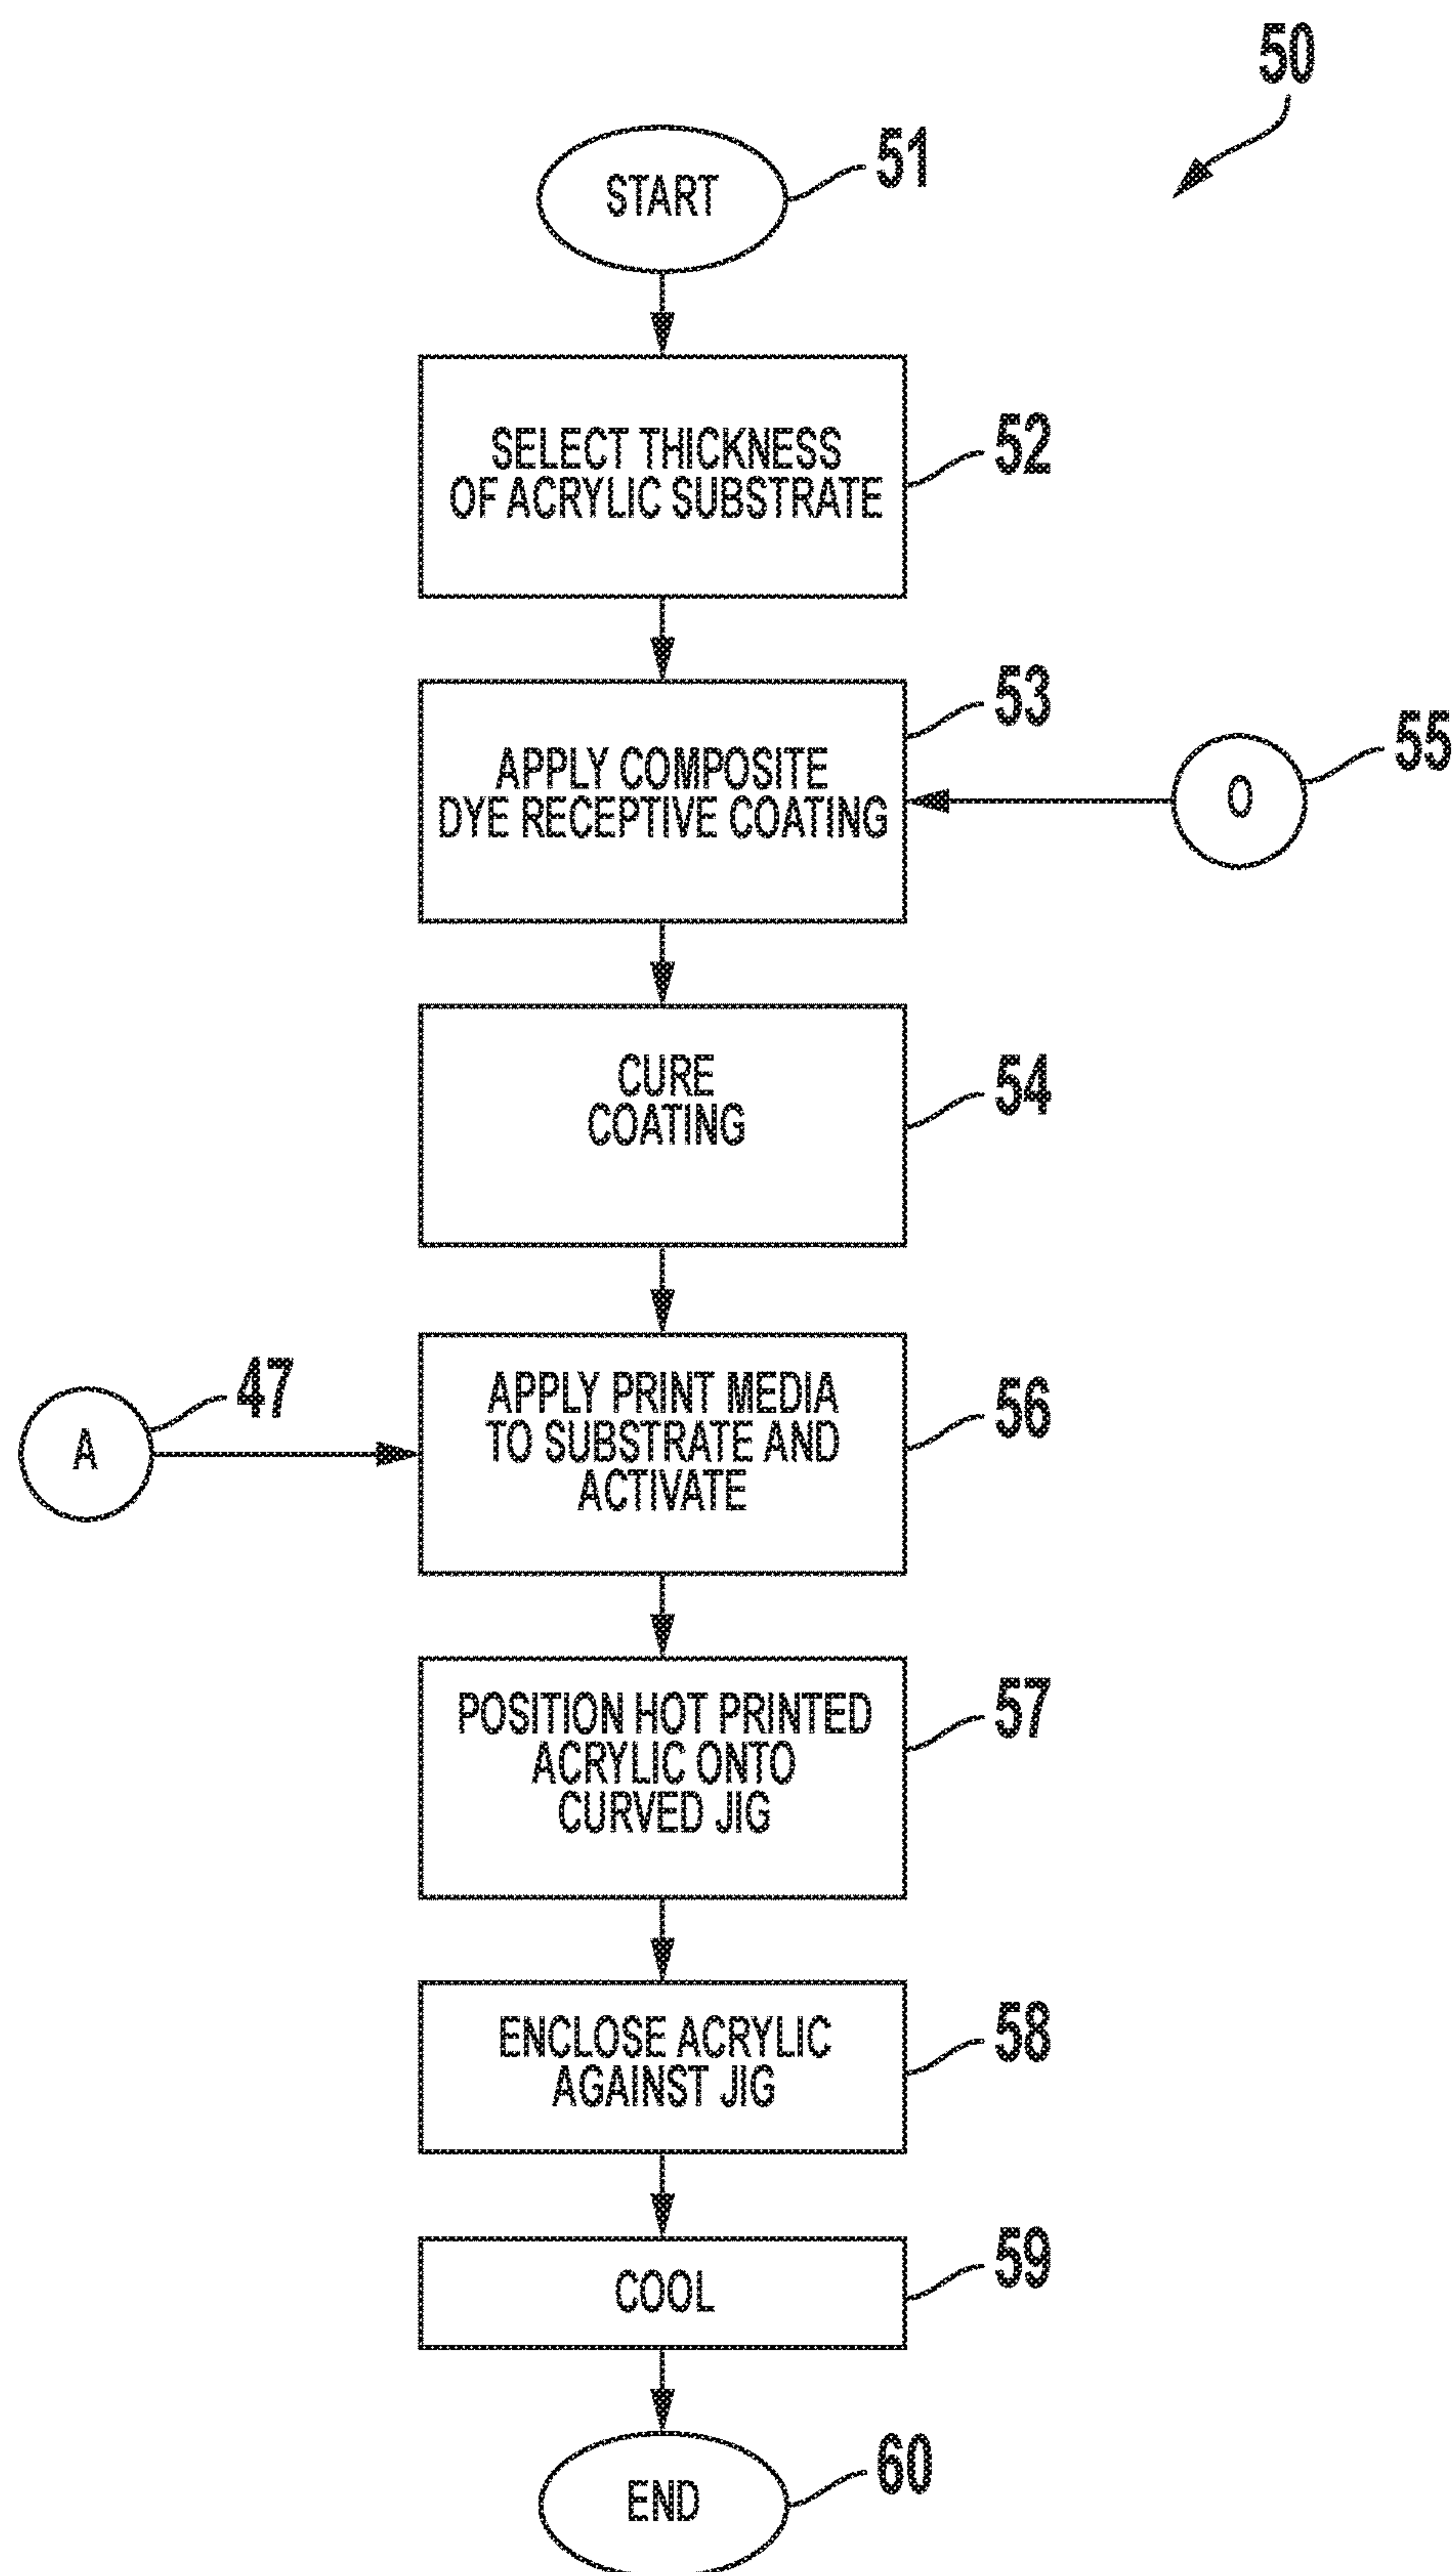 50
START
51
SELECT THICKNESS
OF ACRYLIC SUBSTRATE
52
APPLY COMPOSITE
DYE RECEPTIVE COATING
53
O
55
CURE
COATING
54
A
47
APPLY PRINT MEDIA
TO SUBSTRATE AND
ACTIVATE
56
POSITION HOT PRINTED
ACRYLIC ONTO
CURVED JIG
57
ENCLOSE ACRYLIC
AGAINST JIG
58
COOL
59
END
60